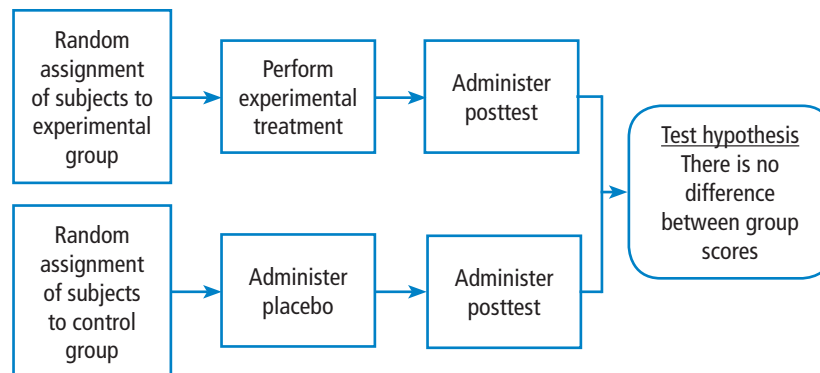 Random
assignment
of subjects to
experimental
group
Perform
experimental
treatment
Administer
posttest
Test hypothesis
There is no
difference
between group
scores
Random
assignment
of subjects
to control
group
Administer
placebo
Administer
posttest